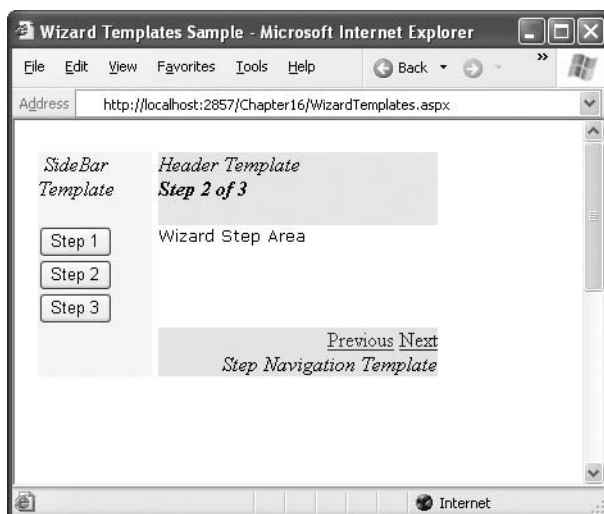 Wizard Templates Sample - Microsoft Internet Explorer
File Edit View Favorites Tools Help Back »
Address http://localhost:2857/Chapter16/WizardTemplates.aspx
SideBar Template
Header Template
Step 2 of 3
Step 1
Step 2
Step 3
Wizard Step Area
Previous Next
Step Navigation Template
Internet